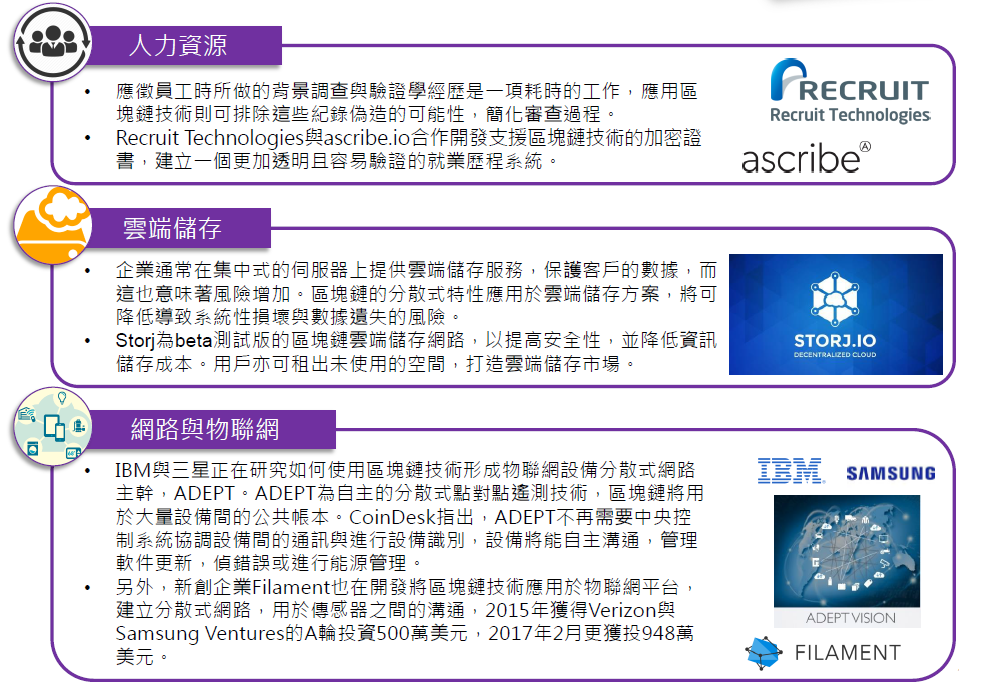 人力資源
• 應徵員工時所做的背景調查與驗證學經歷是一項耗時的工作，應用區
塊鏈技術則可排除這些紀錄偽造的可能性，簡化審查過程。
• Recruit Technologies與ascribe.io合作開發支援區塊鏈技術的加密證
書，建立一個更加透明且容易驗證的就業歷程系統。
RECRUIT
Recruit Technologies
ascribe Ⓐ
雲端儲存
• 企業通常在集中式的伺服器上提供雲端儲存服務，保護客戶的數據，而
這也意味著風險增加。區塊鏈的分散式特性應用於雲端儲存方案，將可
降低導致系統性損壞與數據遺失的風險。
• Storj為beta測試版的區塊鏈雲端儲存網路，以提高安全性，並降低資訊
儲存成本。用戶亦可租出未使用的空間，打造雲端儲存市場。
STORJ.IO
DECENTRALIZED CLOUD
網路與物聯網
• IBM與三星正在研究如何使用區塊鏈技術形成物聯網設備分散式網路
主幹，ADEPT。ADEPT為自主的分散式點對點遙測技術，區塊鏈將用
於大量設備間的公共帳本。CoinDesk指出，ADEPT不再需要中央控
制系統協調設備間的通訊與進行設備識別，設備將能自主溝通，管理
軟件更新，偵錯誤或進行能源管理。
• 另外，新創企業Filament也在開發將區塊鏈技術應用於物聯網平台，
建立分散式網路，用於傳感器之間的溝通，2015年獲得Verizon與
Samsung Ventures的A輪投資500萬美元，2017年2月更獲投948萬
美元。
IBM
SAMSUNG
ADEPT VISION
FILAMENT